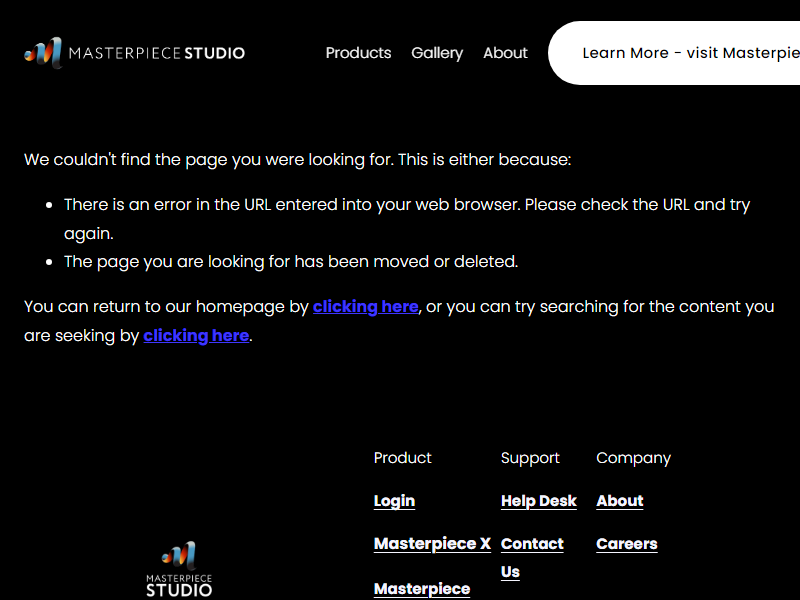 MASTERPIECE STUDIO
Products Gallery About Learn More - visit Masterpie
We couldn't find the page you were looking for. This is either because:
There is an error in the URL entered into your web browser. Please check the URL and try
again.
The page you are looking for has been moved or deleted.
You can return to our homepage by clicking here, or you can try searching for the content you
are seeking by clicking here.
Product
Login
Masterpiece X
Masterpiece
Support
Help Desk
Contact
Us
Company
About
Careers
MASTERPIECE
STUDIO